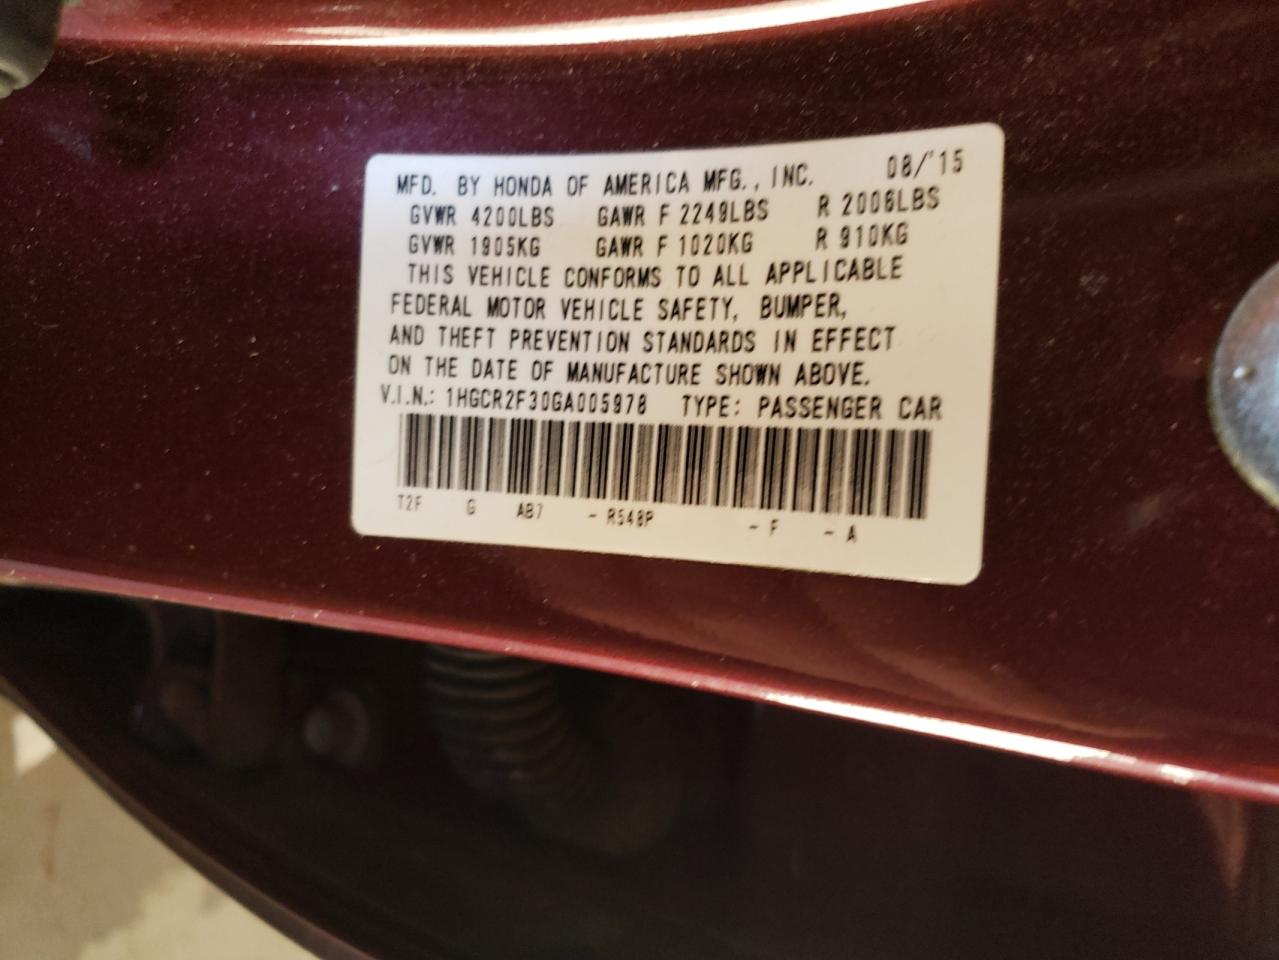 MFD. BY HONDA OF AMERICA MFG., INC. 08/'15
GVWR 4200LBS GAWR F 2249LBS R 2006LBS
GVWR 1905KG GAWR F 1020KG R 910KG
THIS VEHICLE CONFORMS TO ALL APPLICABLE
FEDERAL MOTOR VEHICLE SAFETY, BUMPER,
AND THEFT PREVENTION STANDARDS IN EFFECT
ON THE DATE OF MANUFACTURE SHOWN ABOVE.
V.I.N.: 1HGCR2F30GA005978 TYPE: PASSENGER CAR
T2F G AB7 - R548P - F - A